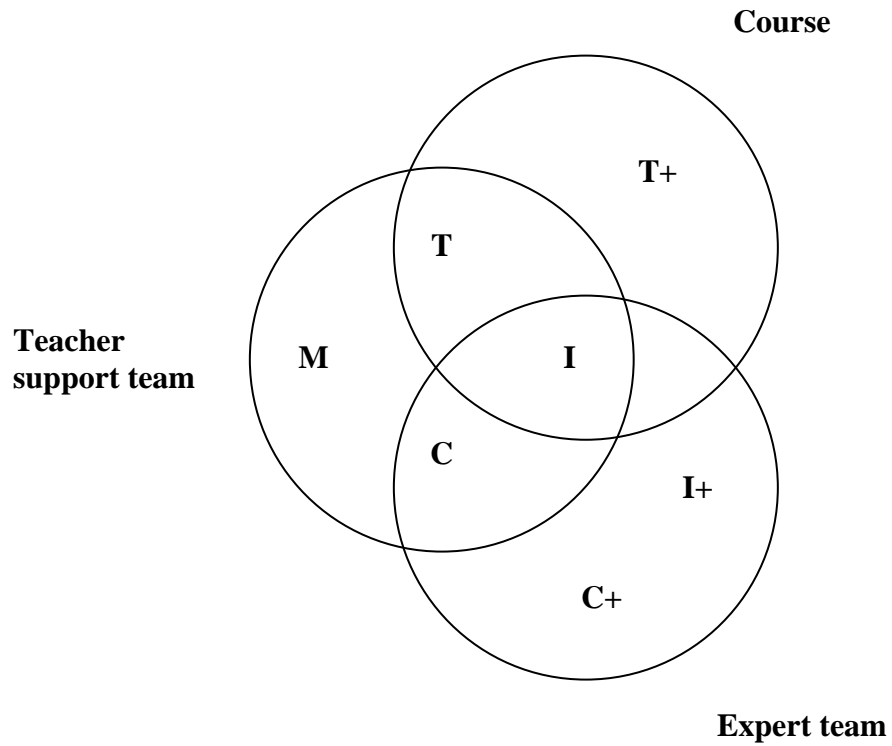 Course
T+
T
Teacher
support team
M
I
C
I+
C+
Expert team